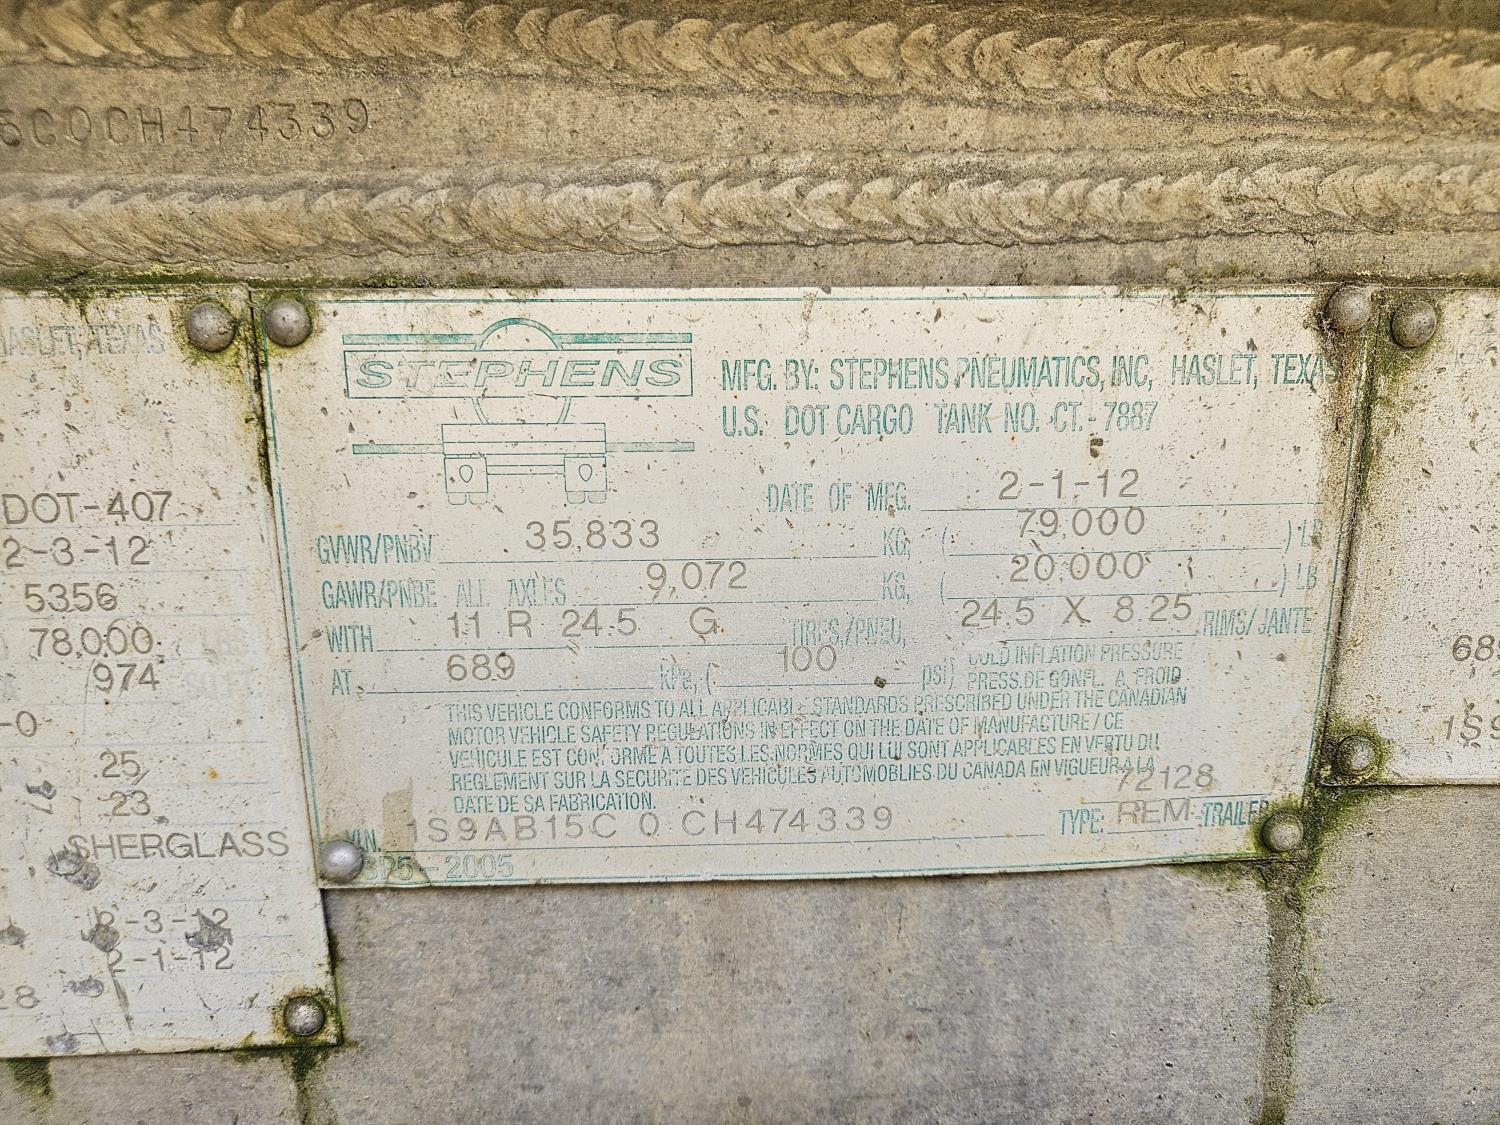 5C0CH474339
HASLET, TEXAS
DOT-407
2-3-12
5356
78,000
974
-0
25
23
SHERGLASS
2-3-12
2-1-12
28
STEPHENS
MFG. BY: STEPHENS PNEUMATICS, INC, HASLET, TEXAS
U.S. DOT CARGO TANK NO. CT.- 7887
DATE OF MFG. 2-1-12
GVWR/PNBV 35,833 KG, ( 79,000 ) LB
GAWR/PNBE ALL AXLES 9,072 KG, ( 20,000 ) LB
WITH 11 R 24.5 G TIRES,/PNEU, 24.5 X 8.25 RIMS/JANTE
AT 689 kPa, ( 100 psi) COLD INFLATION PRESSURE /
PRESS.DE GONFL. A FROID
THIS VEHICLE CONFORMS TO ALL APPLICABLE STANDARDS PRESCRIBED UNDER THE CANADIAN
MOTOR VEHICLE SAFETY REGULATIONS IN EFFECT ON THE DATE OF MANUFACTURE / CE
VEHICULE EST CONFORME A TOUTES LES NORMES QUI LUI SONT APPLICABLES EN VERTU DU
REGLEMENT SUR LA SECURITE DES VEHICULES AUTOMOBLIES DU CANADA EN VIGUEUR A LA
DATE DE SA FABRICATION.
72128
V.I.N. 1S9AB15C 0 CH474339 TYPE: REM-TRAILER
SP5-2005
689
1S9